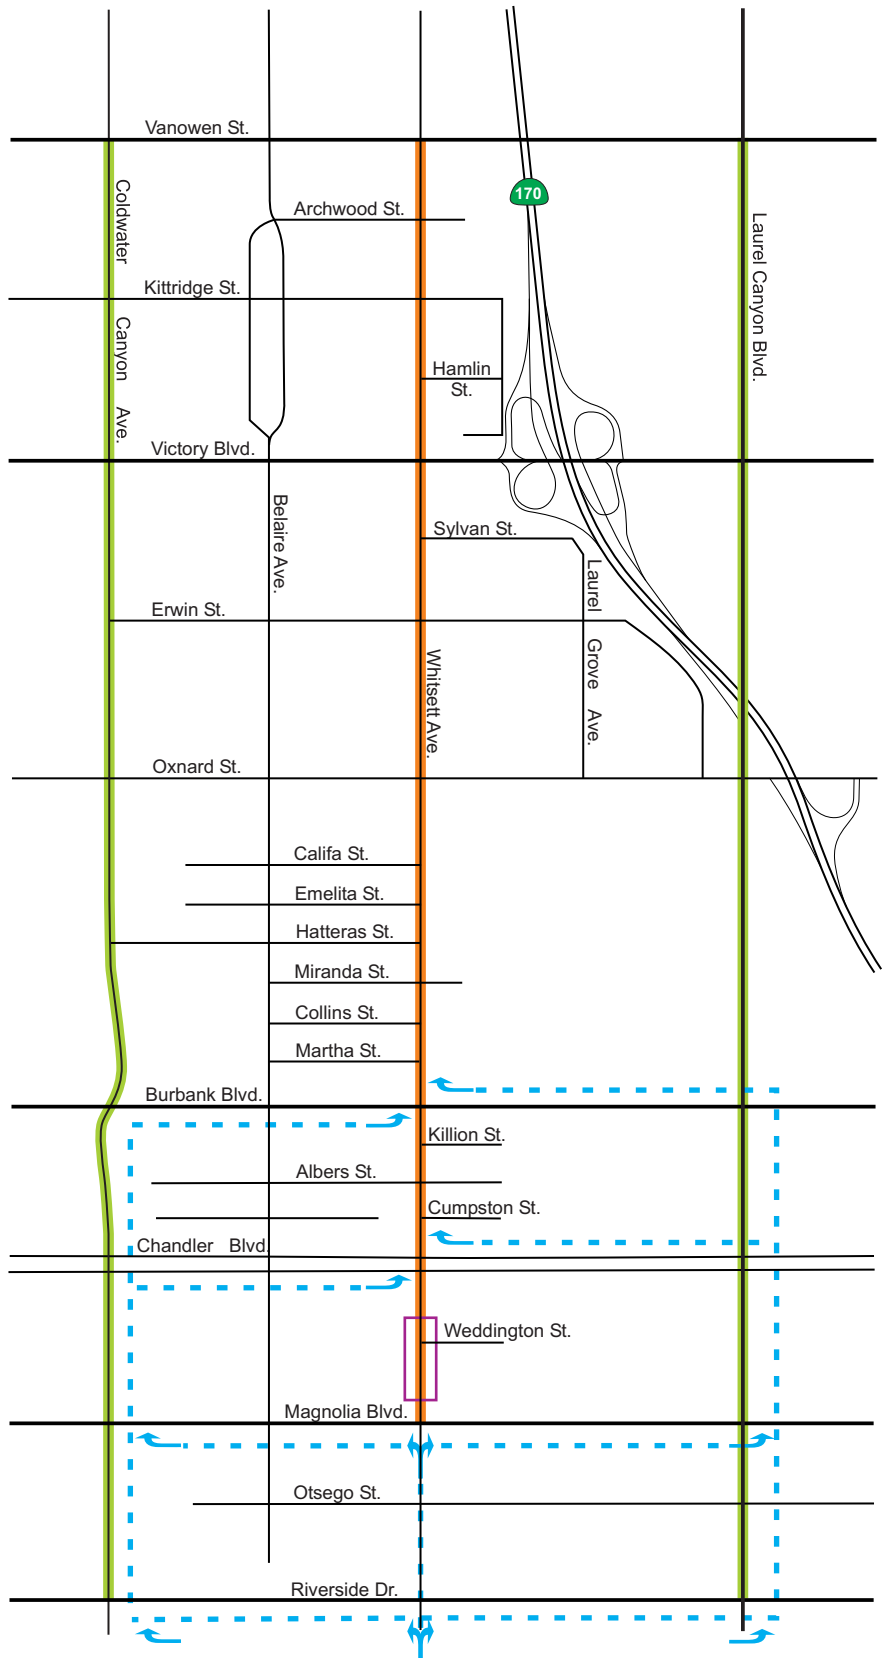 Vanowen St.
170
Coldwater Canyon Ave.
Archwood St.
Laurel Canyon Blvd.
Kittridge St.
Hamlin
St.
Victory Blvd.
Belaire Ave.
Sylvan St.
Laurel Grove Ave.
Erwin St.
Whitsett Ave.
Oxnard St.
Califa St.
Emelita St.
Hatteras St.
Miranda St.
Collins St.
Martha St.
Burbank Blvd.
Killion St.
Albers St.
Cumpston St.
Chandler Blvd.
Weddington St.
Magnolia Blvd.
Otsego St.
Riverside Dr.